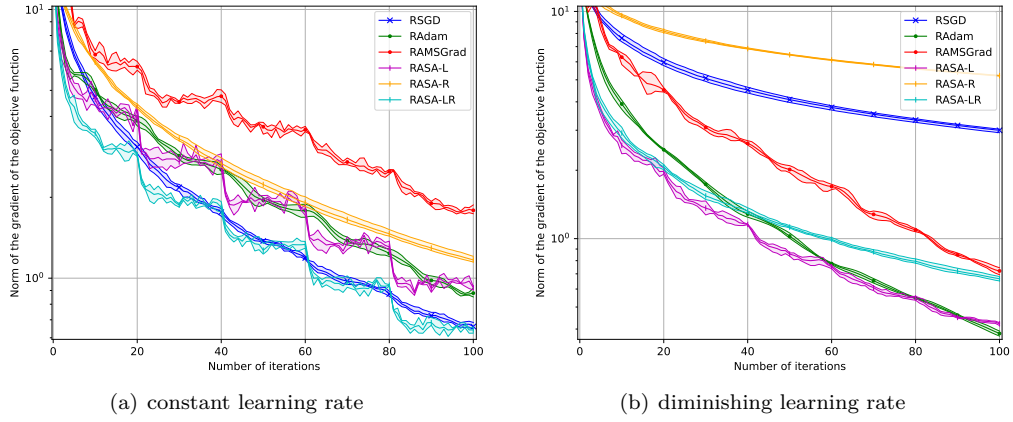 10¹
10⁰
0
20
40
60
80
100
Number of iterations
Norm of the gradient of the objective function
RSGD
RAdam
RAMSGrad
RASA-L
RASA-R
RASA-LR
(a) constant learning rate
10¹
10⁰
0
20
40
60
80
100
Number of iterations
Norm of the gradient of the objective function
RSGD
RAdam
RAMSGrad
RASA-L
RASA-R
RASA-LR
(b) diminishing learning rate